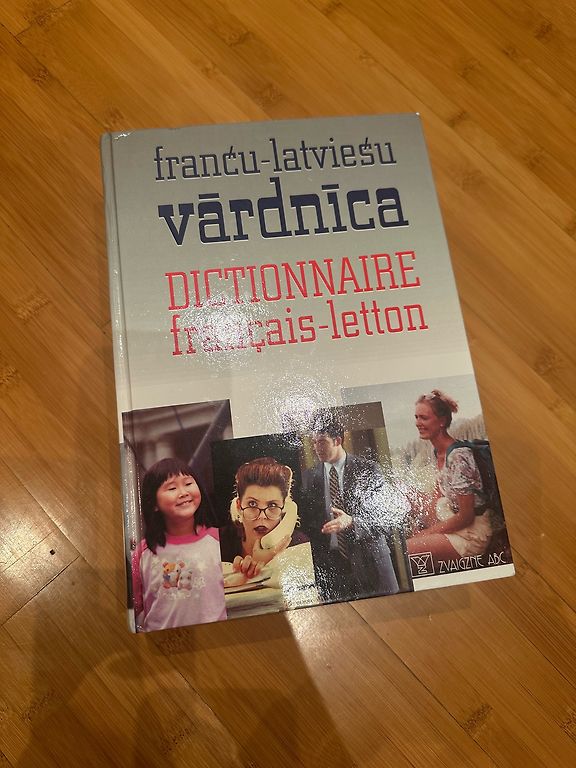 franču-latviešu
vārdnīca
DICTIONNAIRE
français-letton
ZVAIGZNE ABC